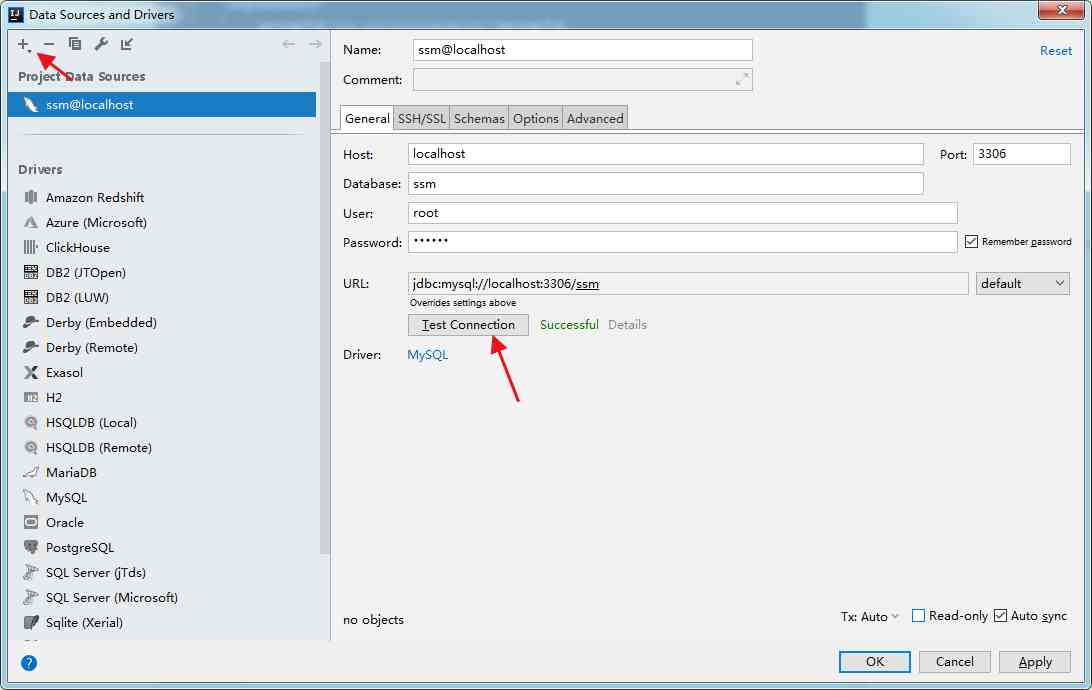 Data Sources and Drivers
Project Data Sources
ssm@localhost
Drivers
Amazon Redshift
Azure (Microsoft)
ClickHouse
DB2 (JTOpen)
DB2 (LUW)
Derby (Embedded)
Derby (Remote)
Exasol
H2
HSQLDB (Local)
HSQLDB (Remote)
MariaDB
MySQL
Oracle
PostgreSQL
SQL Server (jTds)
SQL Server (Microsoft)
Sqlite (Xerial)
Name: ssm@localhost Reset
Comment:
General SSH/SSL Schemas Options Advanced
Host: localhost Port: 3306
Database: ssm
User: root
Password: •••••• Remember password
URL: jdbc:mysql://localhost:3306/ssm default
Overrides settings above
Test Connection Successful Details
Driver: MySQL
no objects Tx: Auto Read-only Auto sync
? OK Cancel Apply